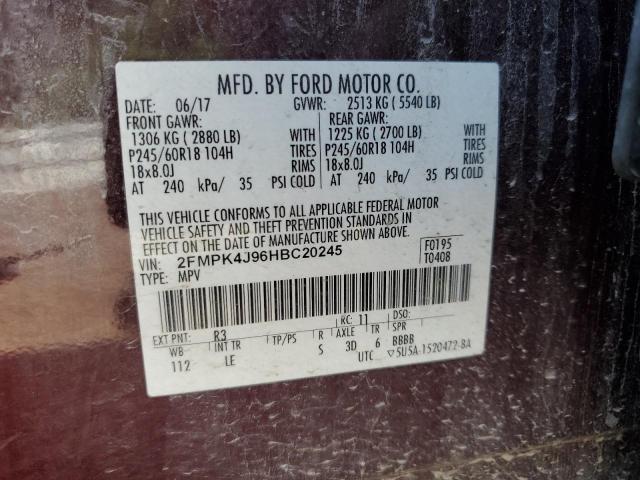 MFD. BY FORD MOTOR CO.
DATE: 06/17 GVWR: 2513 KG ( 5540 LB)
FRONT GAWR: REAR GAWR:
1306 KG ( 2880 LB) WITH 1225 KG ( 2700 LB) WITH
P245/60R18 104H TIRES P245/60R18 104H TIRES
18x8.0J RIMS 18x8.0J RIMS
AT 240 kPa/ 35 PSI COLD AT 240 kPa/ 35 PSI COLD
THIS VEHICLE CONFORMS TO ALL APPLICABLE FEDERAL MOTOR
VEHICLE SAFETY AND THEFT PREVENTION STANDARDS IN
EFFECT ON THE DATE OF MANUFACTURE SHOWN ABOVE.
VIN: 2FMPK4J96HBC20245 F0195
TYPE: MPV T0408
EXT PNT: R3 KC: 11 DSO:
WB INT TR TP/PS R AXLE TR SPR
112 LE S 3D 6 BBBB
UTC ▽5U5A-1520472-BA